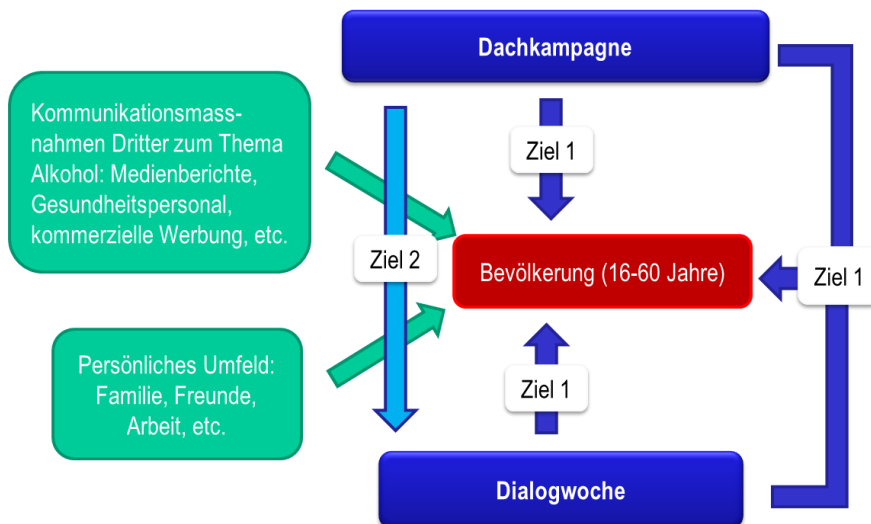 Dachkampagne
Kommunikationsmass-
nahmen Dritter zum Thema
Alkohol: Medienberichte,
Gesundheitspersonal,
kommerzielle Werbung, etc.
Ziel 1
Ziel 2
Bevölkerung (16-60 Jahre)
Ziel 1
Persönliches Umfeld:
Familie, Freunde,
Arbeit, etc.
Ziel 1
Dialogwoche